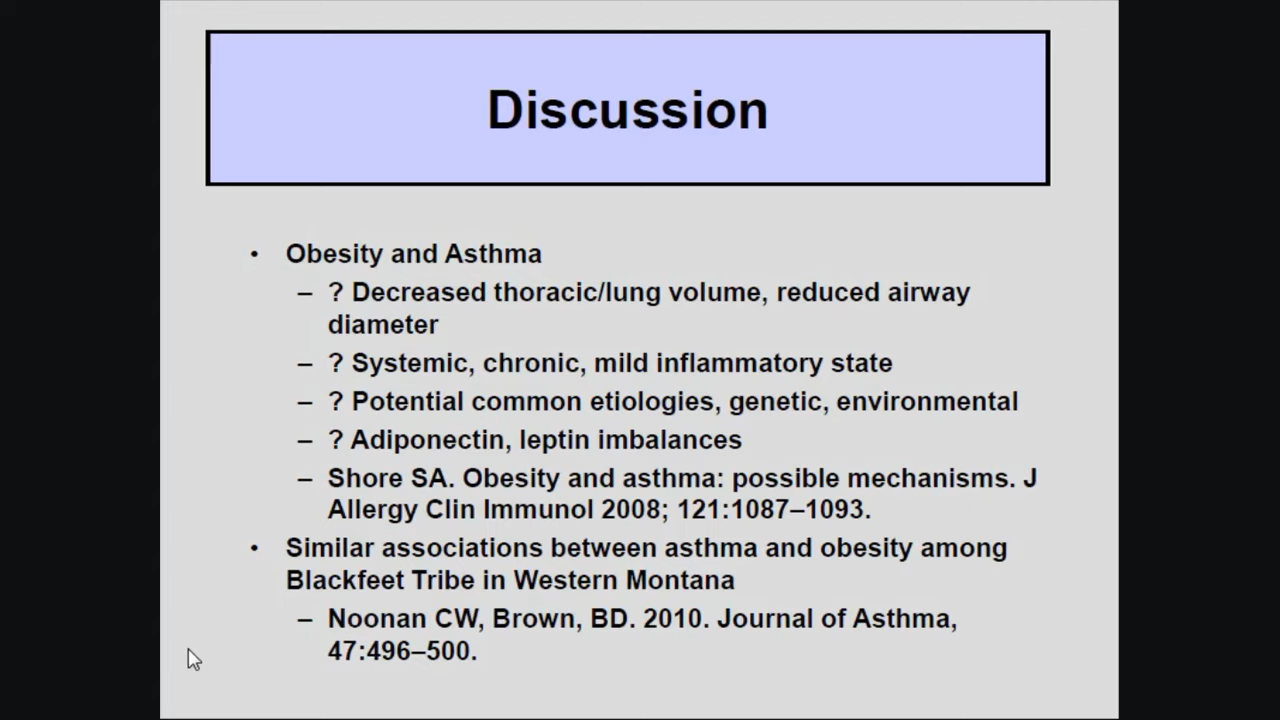 Discussion
• Obesity and Asthma
– ? Decreased thoracic/lung volume, reduced airway
diameter
– ? Systemic, chronic, mild inflammatory state
– ? Potential common etiologies, genetic, environmental
– ? Adiponectin, leptin imbalances
– Shore SA. Obesity and asthma: possible mechanisms. J
Allergy Clin Immunol 2008; 121:1087–1093.
• Similar associations between asthma and obesity among
Blackfeet Tribe in Western Montana
– Noonan CW, Brown, BD. 2010. Journal of Asthma,
47:496–500.